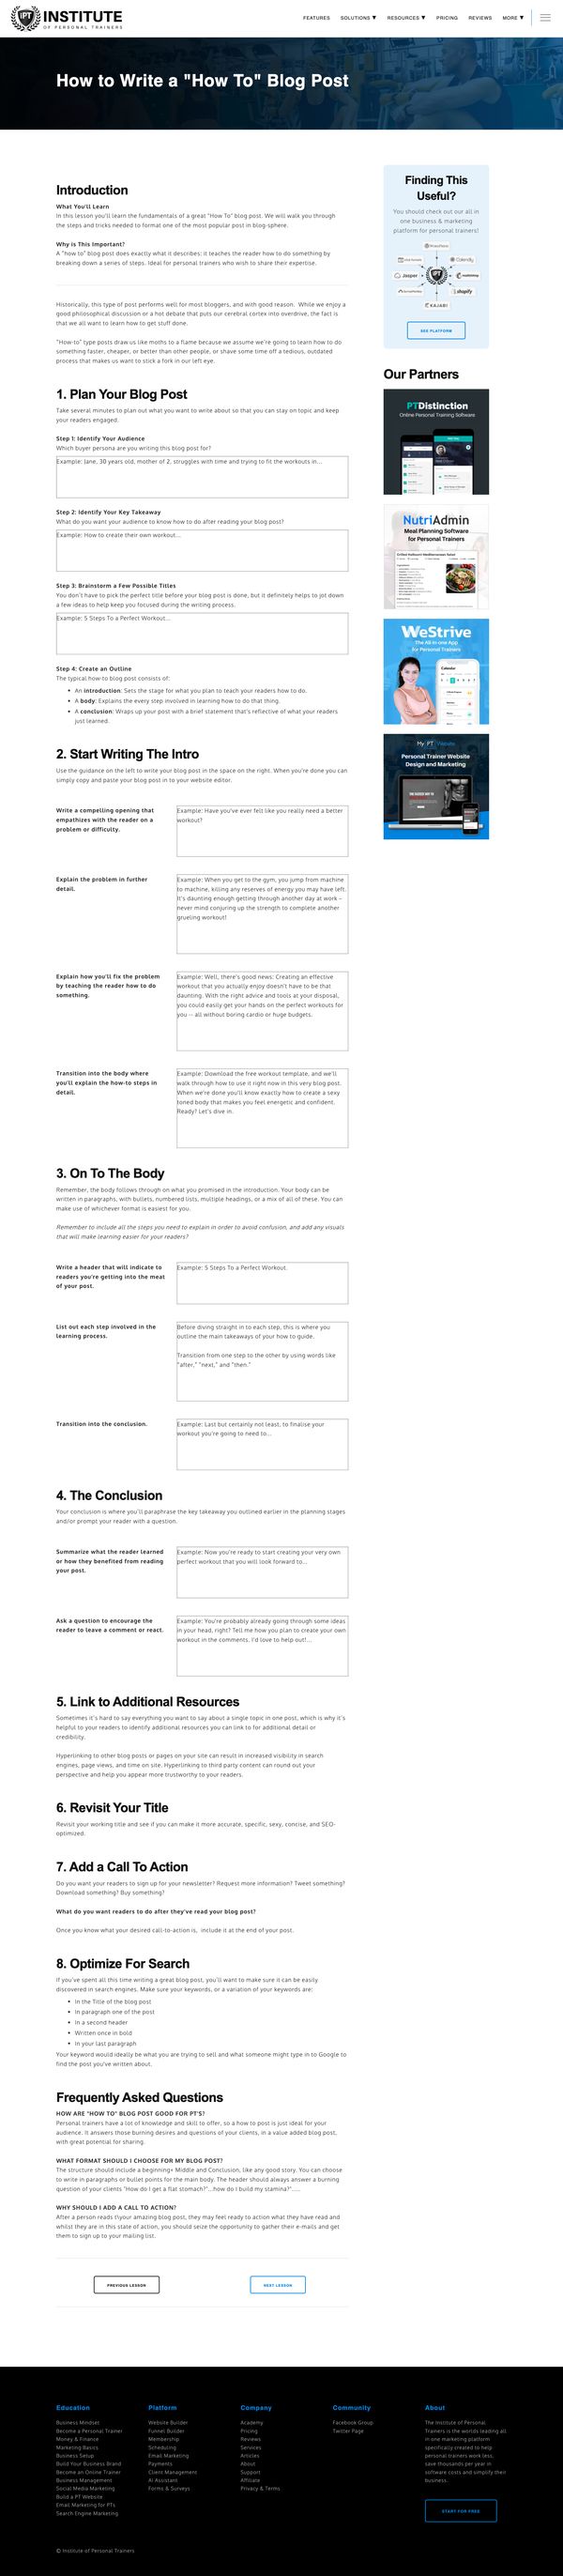 INSTITUTE
OF PERSONAL TRAINERS
FEATURES SOLUTIONS ▼ RESOURCES ▼ PRICING REVIEWS MORE ▼
How to Write a "How To" Blog Post
Introduction
What You'll Learn
In this lesson you'll learn the fundamentals of a great "How To" blog post. We will walk you through
the steps and tricks needed to format one of the most popular post in blog-sphere.
Why is This Important?
A "how to" blog post does exactly what it describes; it teaches the reader how to do something by
breaking down a series of steps. Ideal for personal trainers who wish to share their expertise.
Historically, this type of post performs well for most bloggers, and with good reason. While we enjoy a
good philosophical discussion or a hot debate that puts our cerebral cortex into overdrive, the fact is
that we all want to learn how to get stuff done.
"How-to" type posts draw us like moths to a flame because we assume we're going to learn how to do
something faster, cheaper, or better than other people; or shave some time off a tedious, outdated
process that makes us want to stick a fork in our left eye.
1. Plan Your Blog Post
Take several minutes to plan out what you want to write about so that you can stay on topic and keep
your readers engaged.
Step 1: Identify Your Audience
Which buyer persona are you writing this blog post for?
Example: Jane, 30 years old, mother of 2, struggles with time and trying to fit the workouts in...
Step 2: Identify Your Key Takeaway
What do you want your audience to know how to do after reading your blog post?
Example: How to create their own workout...
Step 3: Brainstorm a Few Possible Titles
You don't have to pick the perfect title before your blog post is done, but it definitely helps to jot down
a few ideas to help keep you focused during the writing process.
Example: 5 Steps To a Perfect Workout...
Step 4: Create an Outline
The typical how-to blog post consists of:
• An introduction: Sets the stage for what you plan to teach your readers how to do.
• A body: Explains the every step involved in learning how to do that thing.
• A conclusion: Wraps up your post with a brief statement that's reflective of what your readers
just learned.
2. Start Writing The Intro
Use the guidance on the left to write your blog post in the space on the right. When you're done you can
simply copy and paste your blog post in to your website editor.
Write a compelling opening that
empathizes with the reader on a
problem or difficulty.
Example: Have you've ever felt like you really need a better
workout?
Explain the problem in further
detail.
Example: When you get to the gym, you jump from machine
to machine, killing any reserves of energy you may have left.
It's daunting enough getting through another day at work –
never mind conjuring up the strength to complete another
grueling workout!
Explain how you'll fix the problem
by teaching the reader how to do
something.
Example: Well, there's good news: Creating an effective
workout that you actually enjoy doesn't have to be that
daunting. With the right advice and tools at your disposal,
you could easily get your hands on the perfect workouts for
you -- all without boring cardio or huge budgets.
Transition into the body where
you'll explain the how-to steps in
detail.
Example: Download the free workout template, and we'll
walk through how to use it right now in this very blog post.
When we're done you'll know exactly how to create a sexy
toned body that makes you feel energetic and confident.
Ready? Let's dive in.
3. On To The Body
Remember, the body follows through on what you promised in the introduction. Your body can be
written in paragraphs, with bullets, numbered lists, multiple headings, or a mix of all of these. You can
make use of whichever format is easiest for you.
Remember to include all the steps you need to explain in order to avoid confusion, and add any visuals
that will make learning easier for your readers?
Write a header that will indicate to
readers you're getting into the meat
of your post.
Example: 5 Steps To a Perfect Workout.
List out each step involved in the
learning process.
Before diving straight in to each step, this is where you
outline the main takeaways of your how to guide.
Transition from one step to the other by using words like
"after," "next," and "then."
Transition into the conclusion.
Example: Last but certainly not least, to finalise your
workout you're going to need to...
4. The Conclusion
Your conclusion is where you'll paraphrase the key takeaway you outlined earlier in the planning stages
and/or prompt your reader with a question.
Summarize what the reader learned
or how they benefited from reading
your post.
Example: Now you're ready to start creating your very own
perfect workout that you will look forward to...
Ask a question to encourage the
reader to leave a comment or react.
Example: You're probably already going through some ideas
in your head, right? Tell me how you plan to create your own
workout in the comments. I'd love to help out!...
5. Link to Additional Resources
Sometimes it's hard to say everything you want to say about a single topic in one post, which is why it's
helpful to your readers to identify additional resources you can link to for additional detail or
credibility.
Hyperlinking to other blog posts or pages on your site can result in increased visibility in search
engines, page views, and time on site. Hyperlinking to third party content can round out your
perspective and help you appear more trustworthy to your readers.
6. Revisit Your Title
Revisit your working title and see if you can make it more accurate, specific, sexy, concise, and SEO-
optimized.
7. Add a Call To Action
Do you want your readers to sign up for your newsletter? Request more information? Tweet something?
Download something? Buy something?
What do you want readers to do after they've read your blog post?
Once you know what your desired call-to-action is, include it at the end of your post.
8. Optimize For Search
If you've spent all this time writing a great blog post, you'll want to make sure it can be easily
discovered in search engines. Make sure your keywords, or a variation of your keywords are:
• In the Title of the blog post
• In paragraph one of the post
• In a second header
• Written once in bold
• In your last paragraph
Your keyword would ideally be what you are trying to sell and what someone might type in to Google to
find the post you've written about.
Frequently Asked Questions
HOW ARE "HOW TO" BLOG POST GOOD FOR PT'S?
Personal trainers have a lot of knowledge and skill to offer, so a how to post is just ideal for your
audience. It answers those burning desires and questions of your clients, in a value added blog post,
with great potential for sharing.
WHAT FORMAT SHOULD I CHOOSE FOR MY BLOG POST?
The structure should include a beginning+ Middle and Conclusion, like any good story. You can choose
to write in paragraphs or bullet points for the main body. The header should always answer a burning
question of your clients "How do I get a flat stomach?"...how do I build my stamina?"....
WHY SHOULD I ADD A CALL TO ACTION?
After a person reads t\your amazing blog post, they may feel ready to action what they have read and
whilst they are in this state of action, you should seize the opportunity to gather their e-mails and get
them to sign up to your mailing list.
PREVIOUS LESSON
NEXT LESSON
Finding This
Useful?
You should check out our all in
one business & marketing
platform for personal trainers!
Calendly
Jasper
shopify
KAJABI
SEE PLATFORM
Our Partners
PTDistinction
Online Personal Training Software
NutriAdmin
Meal Planning Software
for Personal Trainers
WeStrive
The All in one App
for Personal Trainers
Calendar
My PT Website
Personal Trainer Website
Design and Marketing
Education
Business Mindset
Become a Personal Trainer
Money & Finance
Marketing Basics
Business Setup
Build Your Business Brand
Become an Online Trainer
Business Management
Social Media Marketing
Build a PT Website
Email Marketing for PTs
Search Engine Marketing
Platform
Website Builder
Funnel Builder
Membership
Scheduling
Email Marketing
Payments
Client Management
AI Assistant
Forms & Surveys
Company
Academy
Pricing
Reviews
Services
Articles
About
Support
Affiliate
Privacy & Terms
Community
Facebook Group
Twitter Page
About
The Institute of Personal
Trainers is the worlds leading all
in one marketing platform
specifically created to help
personal trainers work less,
save thousands per year in
software costs and simplify their
business.
START FOR FREE
© Institute of Personal Trainers